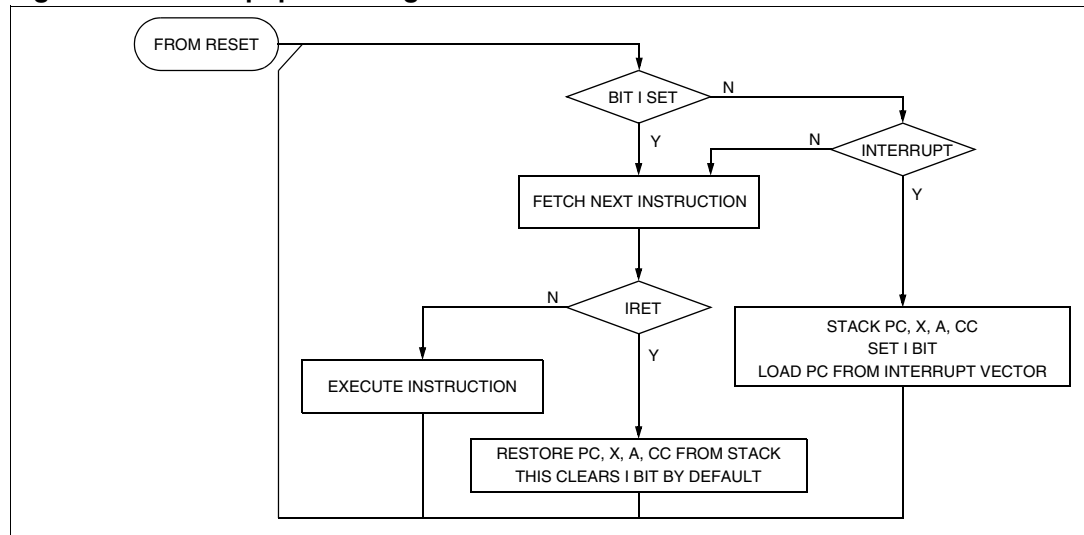 FROM RESET
BIT I SET
N
Y
INTERRUPT
N
Y
FETCH NEXT INSTRUCTION
IRET
N
Y
STACK PC, X, A, CC
SET I BIT
LOAD PC FROM INTERRUPT VECTOR
EXECUTE INSTRUCTION
RESTORE PC, X, A, CC FROM STACK
THIS CLEARS I BIT BY DEFAULT